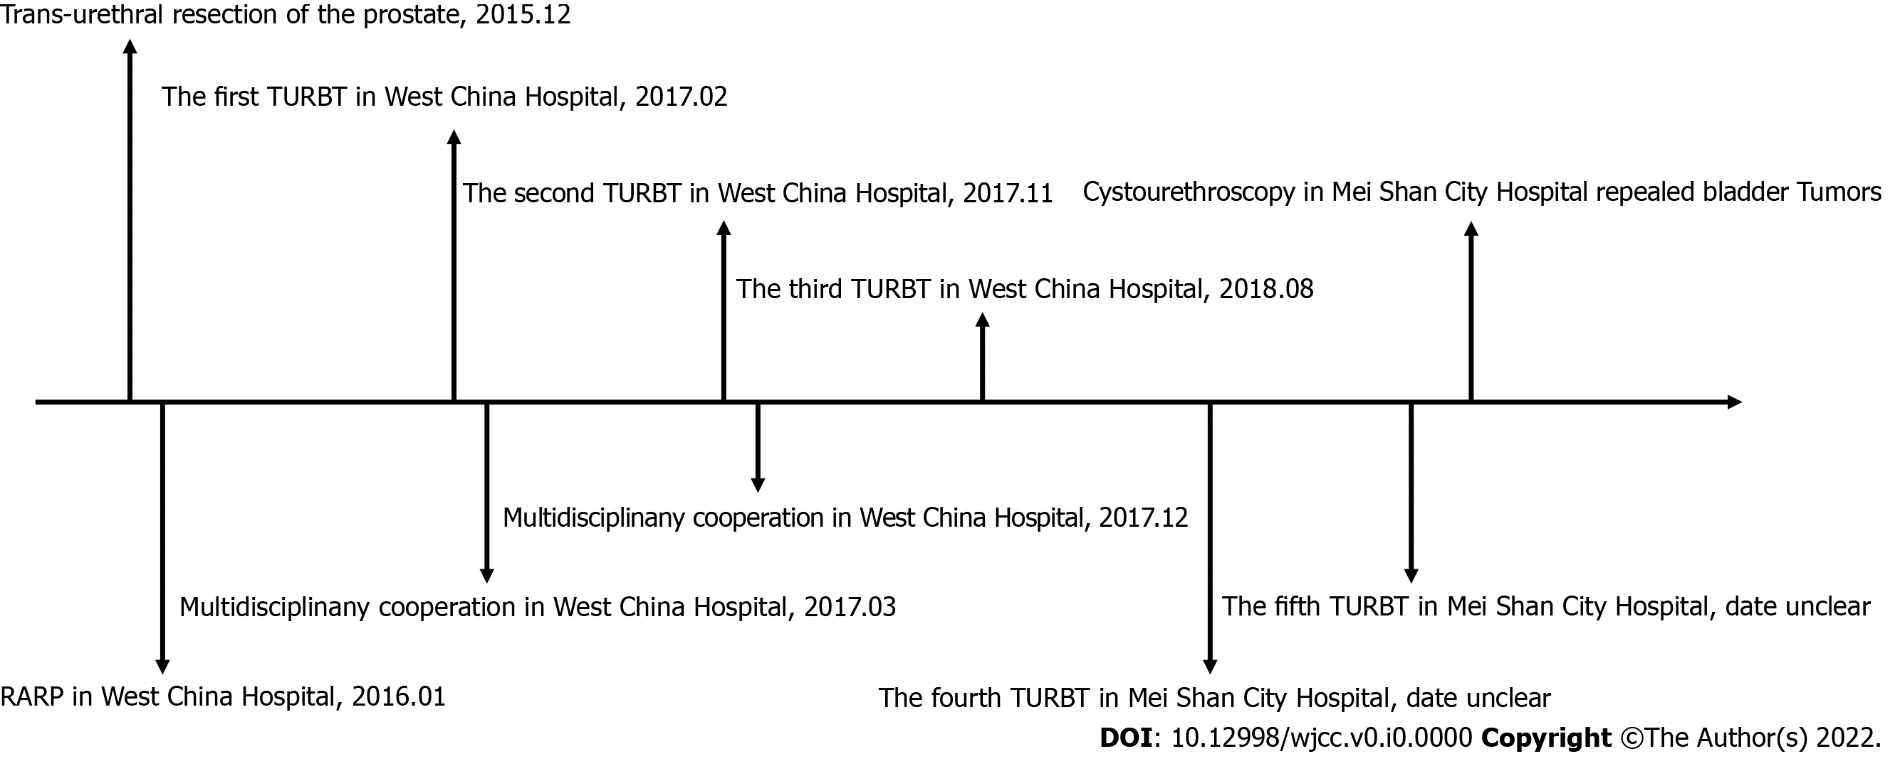 Trans-urethral resection of the prostate, 2015.12
The first TURBT in West China Hospital, 2017.02
The second TURBT in West China Hospital, 2017.11
Cystourethroscopy in Mei Shan City Hospital repealed bladder Tumors
The third TURBT in West China Hospital, 2018.08
Multidisciplinany cooperation in West China Hospital, 2017.12
Multidisciplinany cooperation in West China Hospital, 2017.03
The fifth TURBT in Mei Shan City Hospital, date unclear
RARP in West China Hospital, 2016.01
The fourth TURBT in Mei Shan City Hospital, date unclear
DOI: 10.12998/wjcc.v0.i0.0000 Copyright ©The Author(s) 2022.